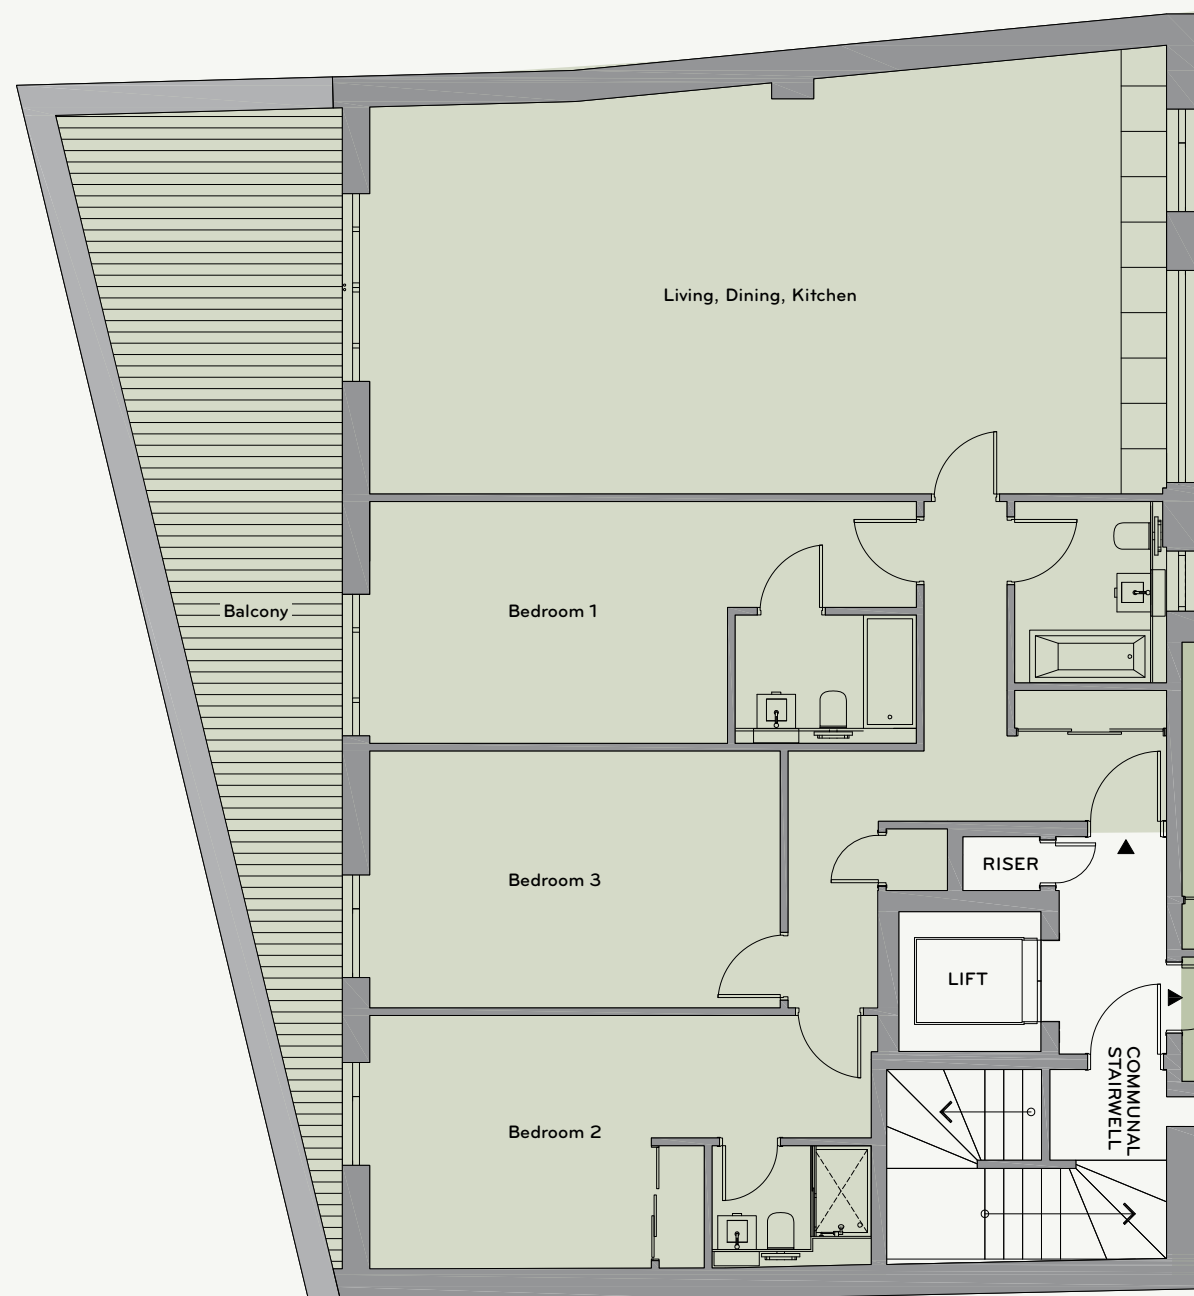 Living, Dining, Kitchen
Balcony
Bedroom 1
Bedroom 3
RISER
LIFT
COMMUNAL
STAIRWELL
Bedroom 2